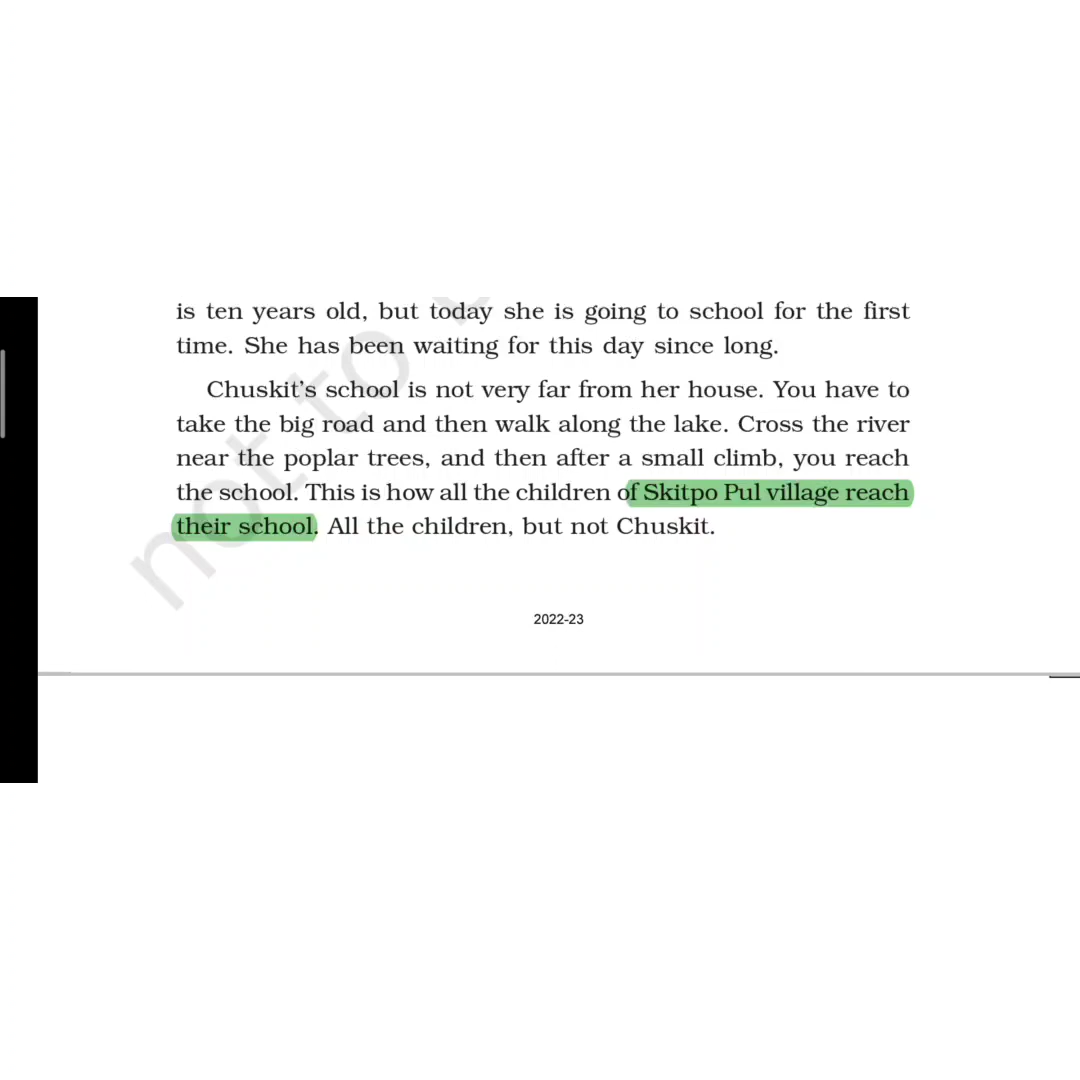 is ten years old, but today she is going to school for the first
time. She has been waiting for this day since long.
Chuskit's school is not very far from her house. You have to
take the big road and then walk along the lake. Cross the river
near the poplar trees, and then after a small climb, you reach
the school. This is how all the children of Skitpo Pul village reach
their school. All the children, but not Chuskit.
not to
2022-23